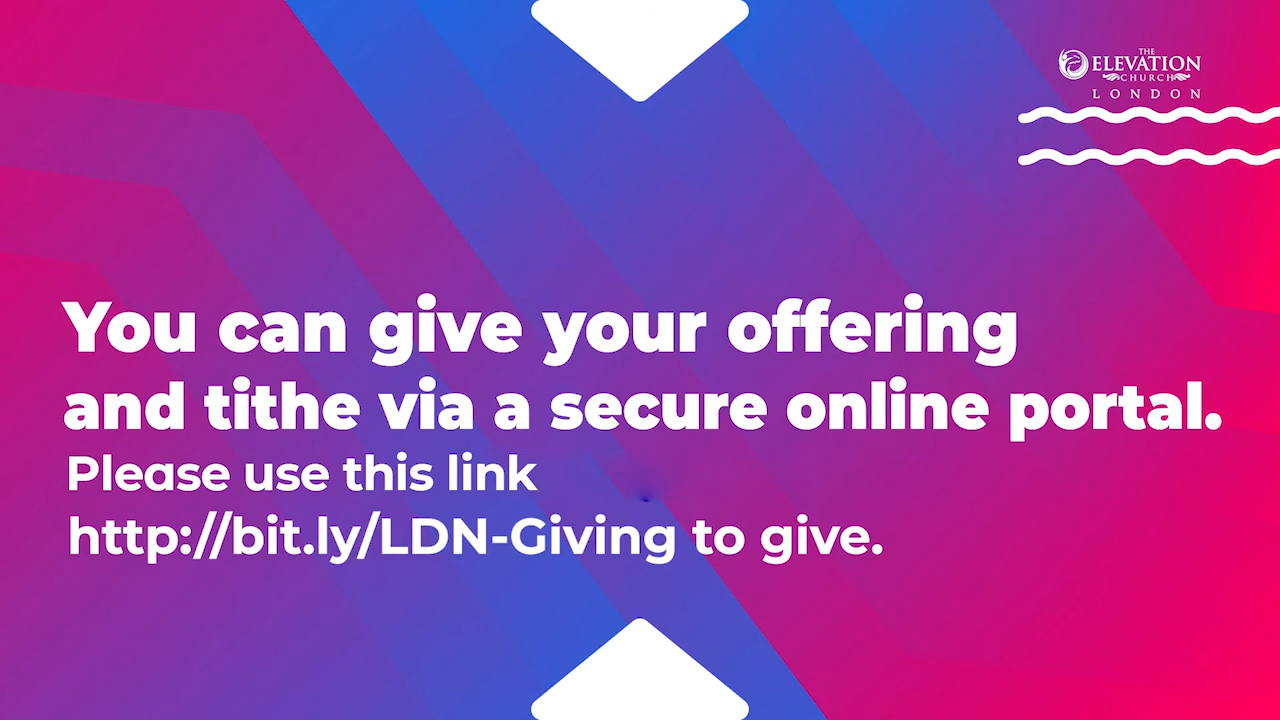 THE
ELEVATION
CHURCH
LONDON
You can give your offering
and tithe via a secure online portal.
Please use this link
http://bit.ly/LDN-Giving to give.